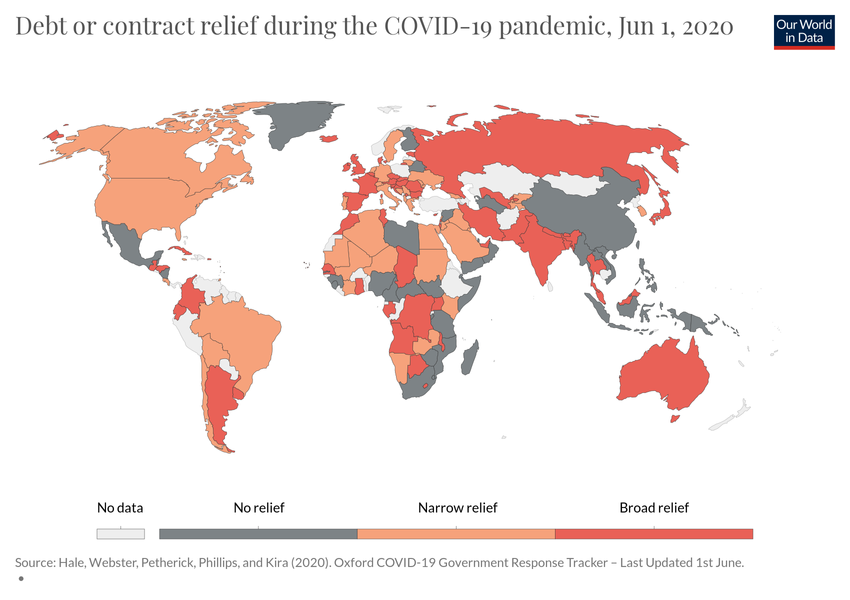 Debt or contract relief during the COVID-19 pandemic, Jun 1, 2020
Our World
in Data
No data
No relief
Narrow relief
Broad relief
Source: Hale, Webster, Petherick, Phillips, and Kira (2020). Oxford COVID-19 Government Response Tracker – Last Updated 1st June.
•